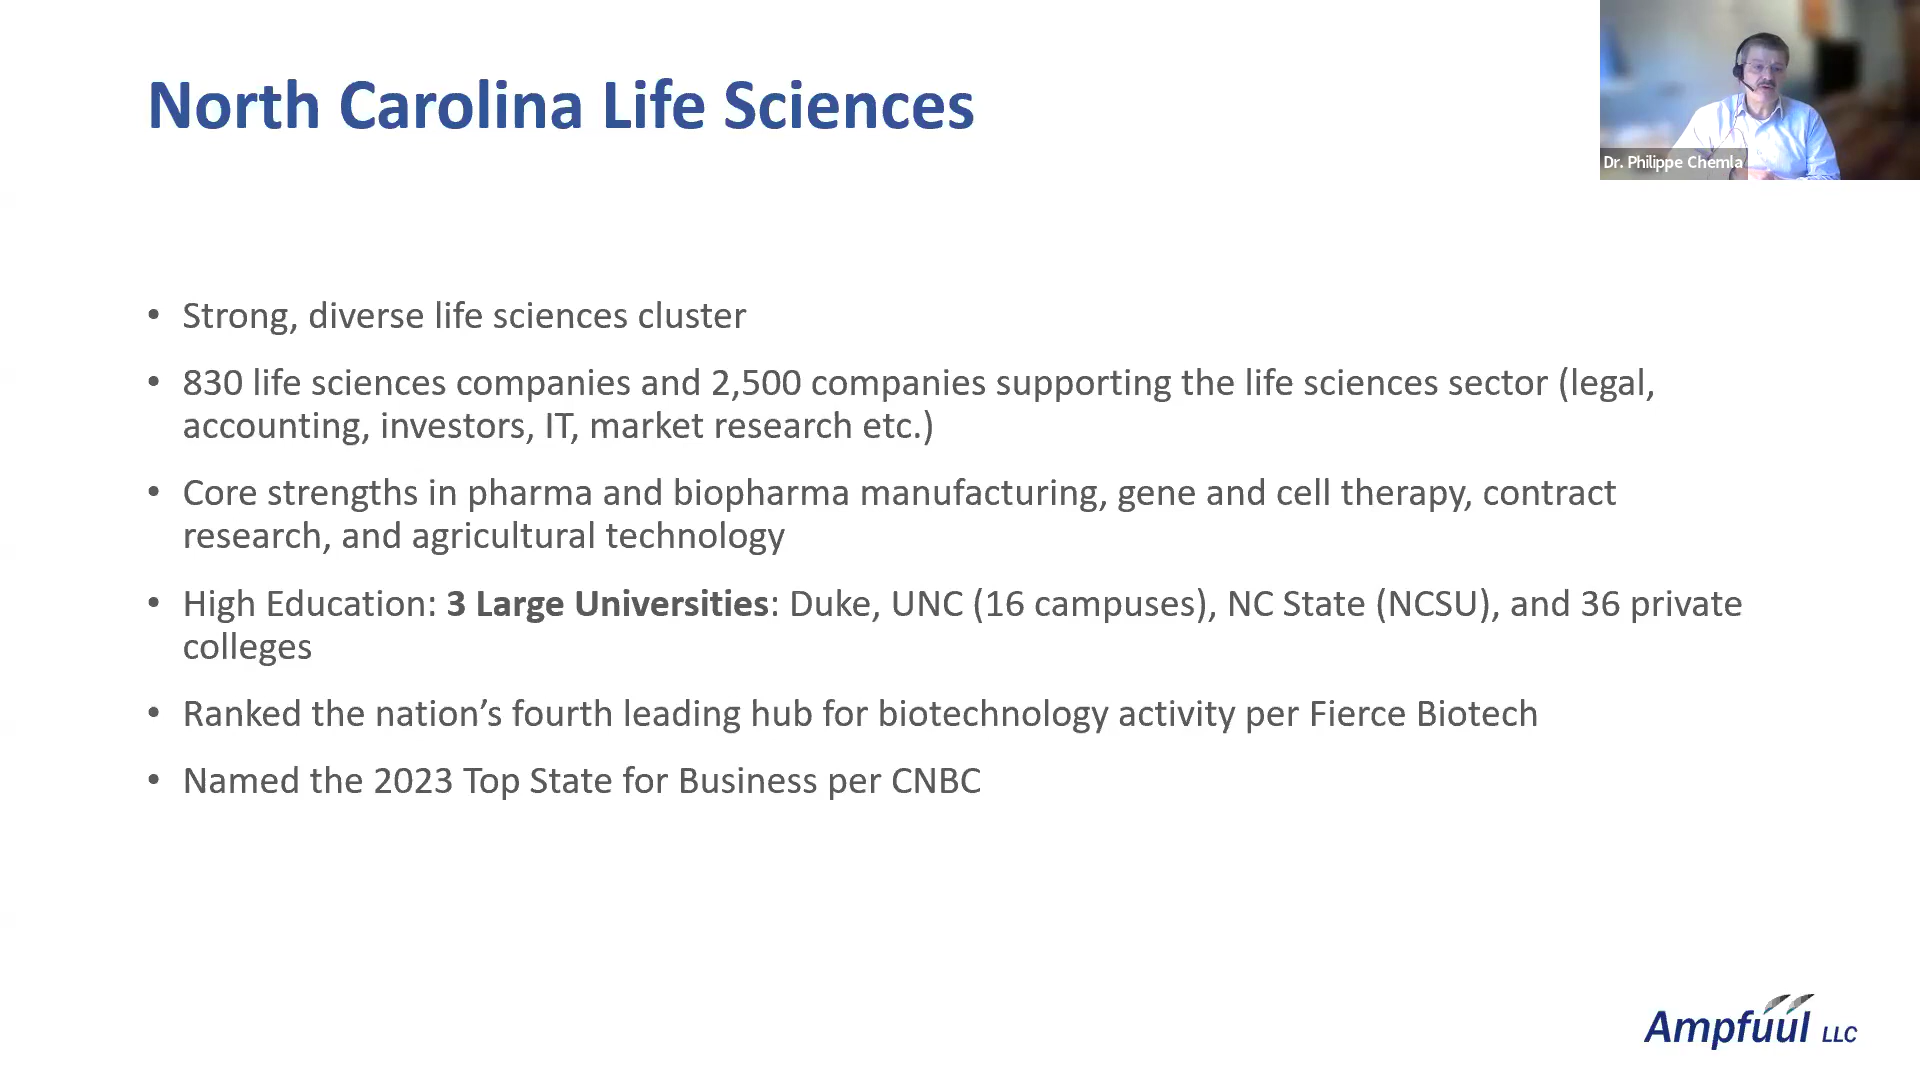 North Carolina Life Sciences
Dr. Philippe Chemla
• Strong, diverse life sciences cluster
• 830 life sciences companies and 2,500 companies supporting the life sciences sector (legal,
accounting, investors, IT, market research etc.)
• Core strengths in pharma and biopharma manufacturing, gene and cell therapy, contract
research, and agricultural technology
• High Education: 3 Large Universities: Duke, UNC (16 campuses), NC State (NCSU), and 36 private
colleges
• Ranked the nation’s fourth leading hub for biotechnology activity per Fierce Biotech
• Named the 2023 Top State for Business per CNBC
Ampfuul LLC